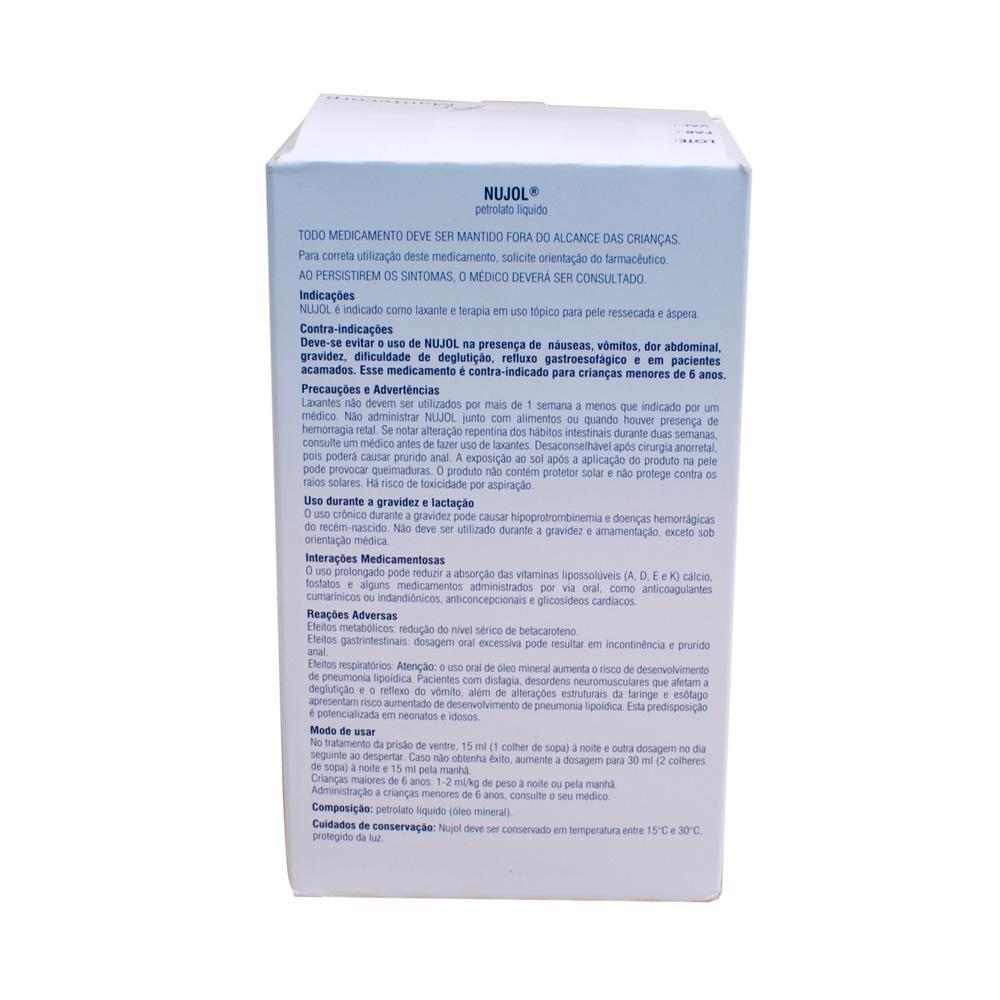 Mantecorp
LOTE:
FAB.:
VAL.:
NUJOL®
petrolato líquido
TODO MEDICAMENTO DEVE SER MANTIDO FORA DO ALCANCE DAS CRIANÇAS.
Para correta utilização deste medicamento, solicite orientação do farmacêutico.
AO PERSISTIREM OS SINTOMAS, O MÉDICO DEVERÁ SER CONSULTADO.
Indicações
NUJOL é indicado como laxante e terapia em uso tópico para pele ressecada e áspera.
Contra-indicações
Deve-se evitar o uso de NUJOL na presença de náuseas, vômitos, dor abdominal,
gravidez, dificuldade de deglutição, refluxo gastroesofágico e em pacientes
acamados. Esse medicamento é contra-indicado para crianças menores de 6 anos.
Precauções e Advertências
Laxantes não devem ser utilizados por mais de 1 semana a menos que indicado por um
médico. Não administrar NUJOL junto com alimentos ou quando houver presença de
hemorragia retal. Se notar alteração repentina dos hábitos intestinais durante duas semanas,
consulte um médico antes de fazer uso de laxantes. Desaconselhável após cirurgia anorretal,
pois poderá causar prurido anal. A exposição ao sol após a aplicação do produto na pele
pode provocar queimaduras. O produto não contém protetor solar e não protege contra os
raios solares. Há risco de toxicidade por aspiração.
Uso durante a gravidez e lactação
O uso crônico durante a gravidez pode causar hipoprotrombinemia e doenças hemorrágicas
do recém-nascido. Não deve ser utilizado durante a gravidez e amamentação, exceto sob
orientação médica.
Interações Medicamentosas
O uso prolongado pode reduzir a absorção das vitaminas lipossolúveis (A, D, E e K) cálcio,
fosfatos e alguns medicamentos administrados por via oral, como anticoagulantes
cumarínicos ou indandiônicos, anticoncepcionais e glicosídeos cardíacos.
Reações Adversas
Efeitos metabólicos: redução do nível sérico de betacaroteno.
Efeitos gastrintestinais: dosagem oral excessiva pode resultar em incontinência e prurido
anal.
Efeitos respiratórios: Atenção: o uso oral de óleo mineral aumenta o risco de desenvolvimento
de pneumonia lipoídica. Pacientes com disfagia, desordens neuromusculares que afetam a
deglutição e o reflexo do vômito, além de alterações estruturais da faringe e esôfago
apresentam risco aumentado de desenvolvimento de pneumonia lipoídica. Esta predisposição
é potencializada em neonatos e idosos.
Modo de usar
No tratamento da prisão de ventre, 15 ml (1 colher de sopa) à noite e outra dosagem no dia
seguinte ao despertar. Caso não obtenha êxito, aumente a dosagem para 30 ml (2 colheres
de sopa) à noite e 15 ml pela manhã.
Crianças maiores de 6 anos: 1-2 ml/kg de peso à noite ou pela manhã.
Administração a crianças menores de 6 anos, consulte o seu médico.
Composição: petrolato líquido (óleo mineral).
Cuidados de conservação: Nujol deve ser conservado em temperatura entre 15°C e 30°C,
protegido da luz.